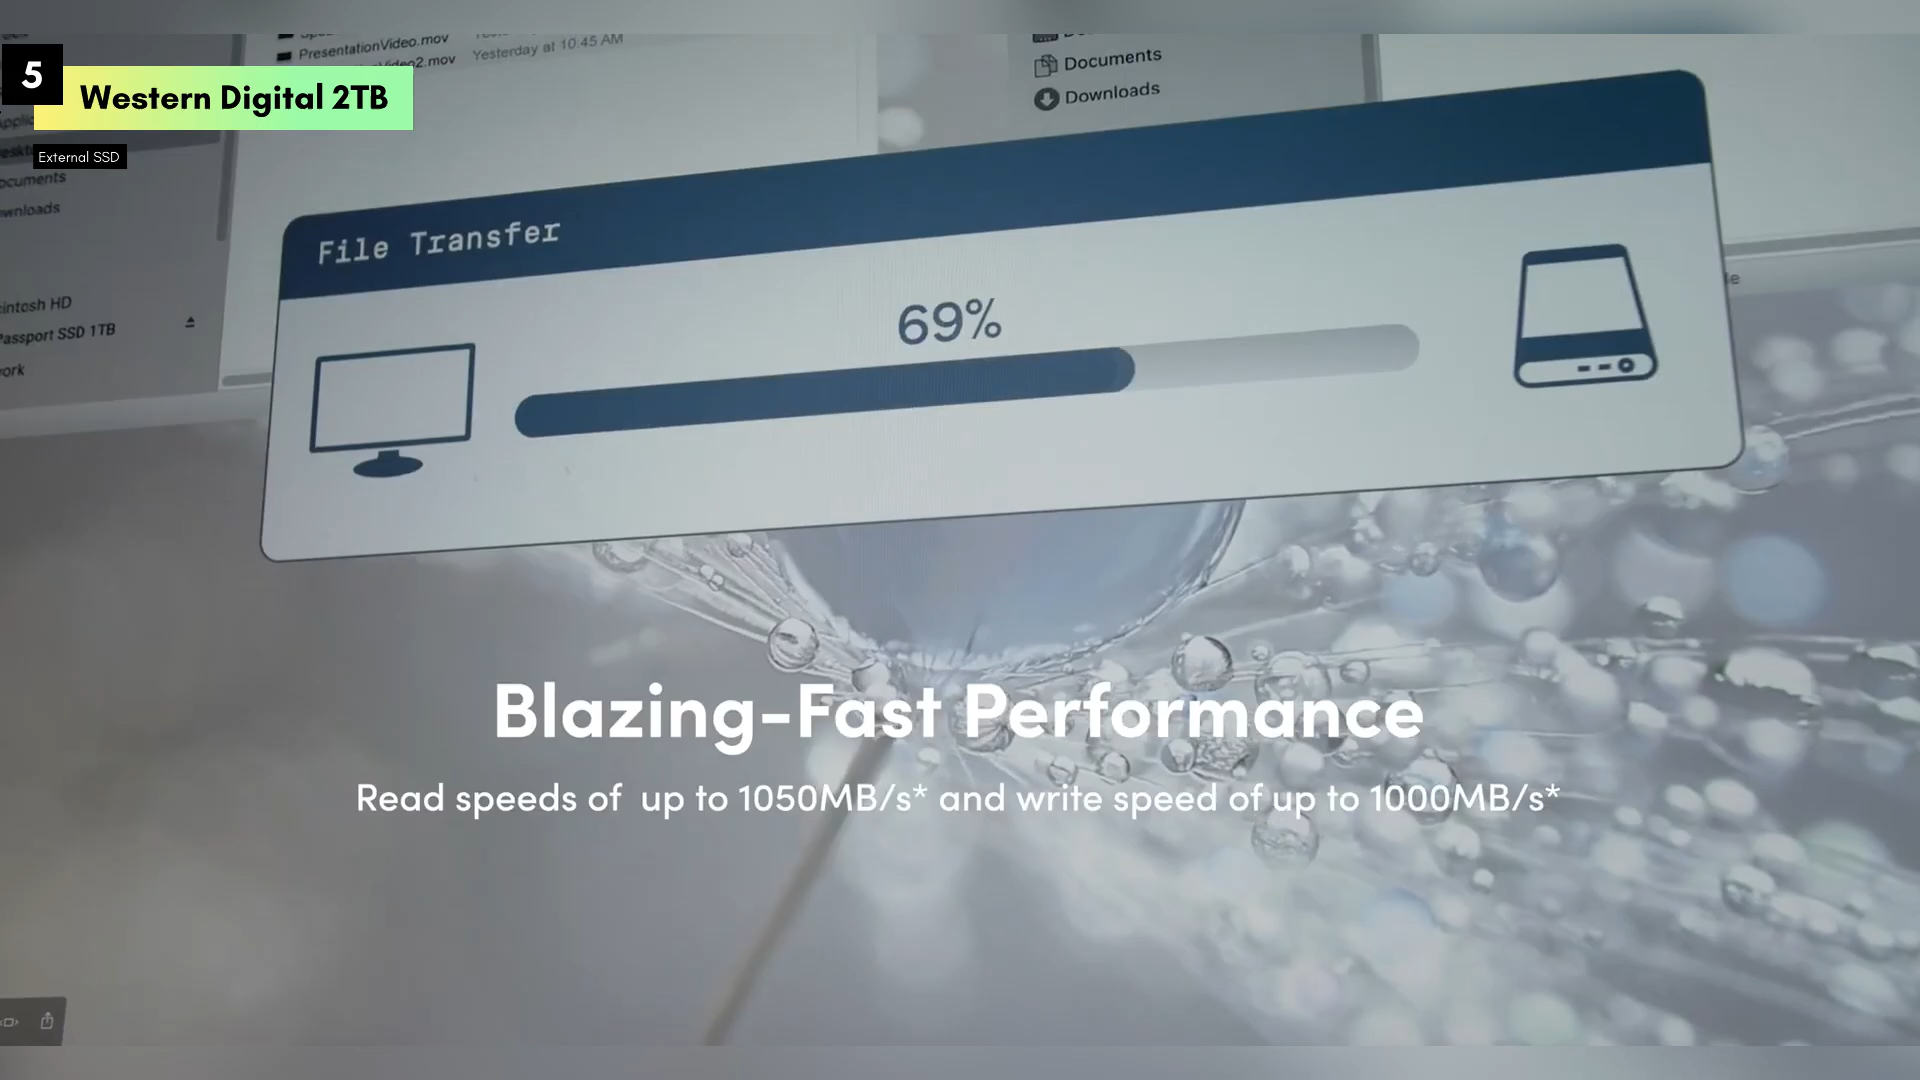 5
Western Digital 2TB
External SSD
PresentationVideo.mov
Yesterday at 10:45 AM
Documents
Downloads
File Transfer
69%
Passport SSD 1TB
Blazing-Fast Performance
Read speeds of up to 1050MB/s* and write speed of up to 1000MB/s*